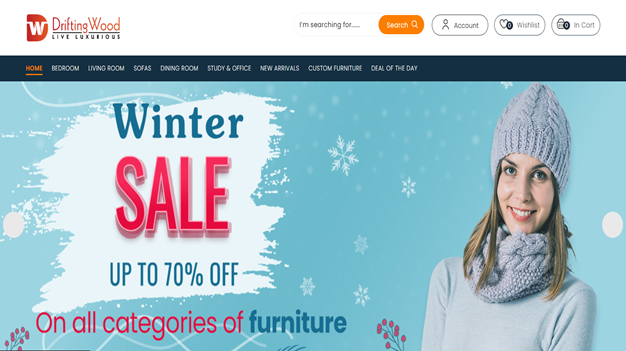 DriftingWood
LIVE LUXURIOUS
I'm searching for.....
Search
Account
0
Wishlist
0
In Cart
HOME
BEDROOM
LIVING ROOM
SOFAS
DINING ROOM
STUDY & OFFICE
NEW ARRIVALS
CUSTOM FURNITURE
DEAL OF THE DAY
Winter
SALE
UP TO 70% OFF
On all categories of furniture